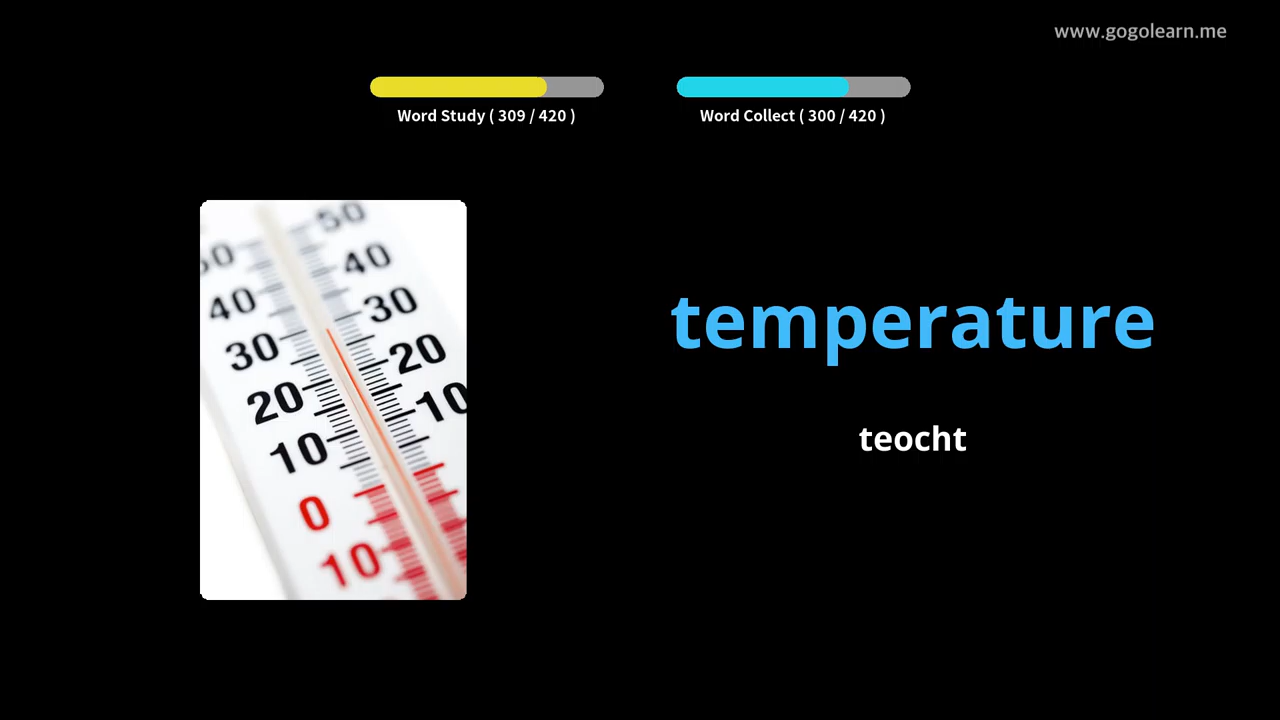 www.gogolearn.me
Word Study ( 309 / 420 )
Word Collect ( 300 / 420 )
temperature
teocht
50
40
30
20
10
40
30
20
10
0
10